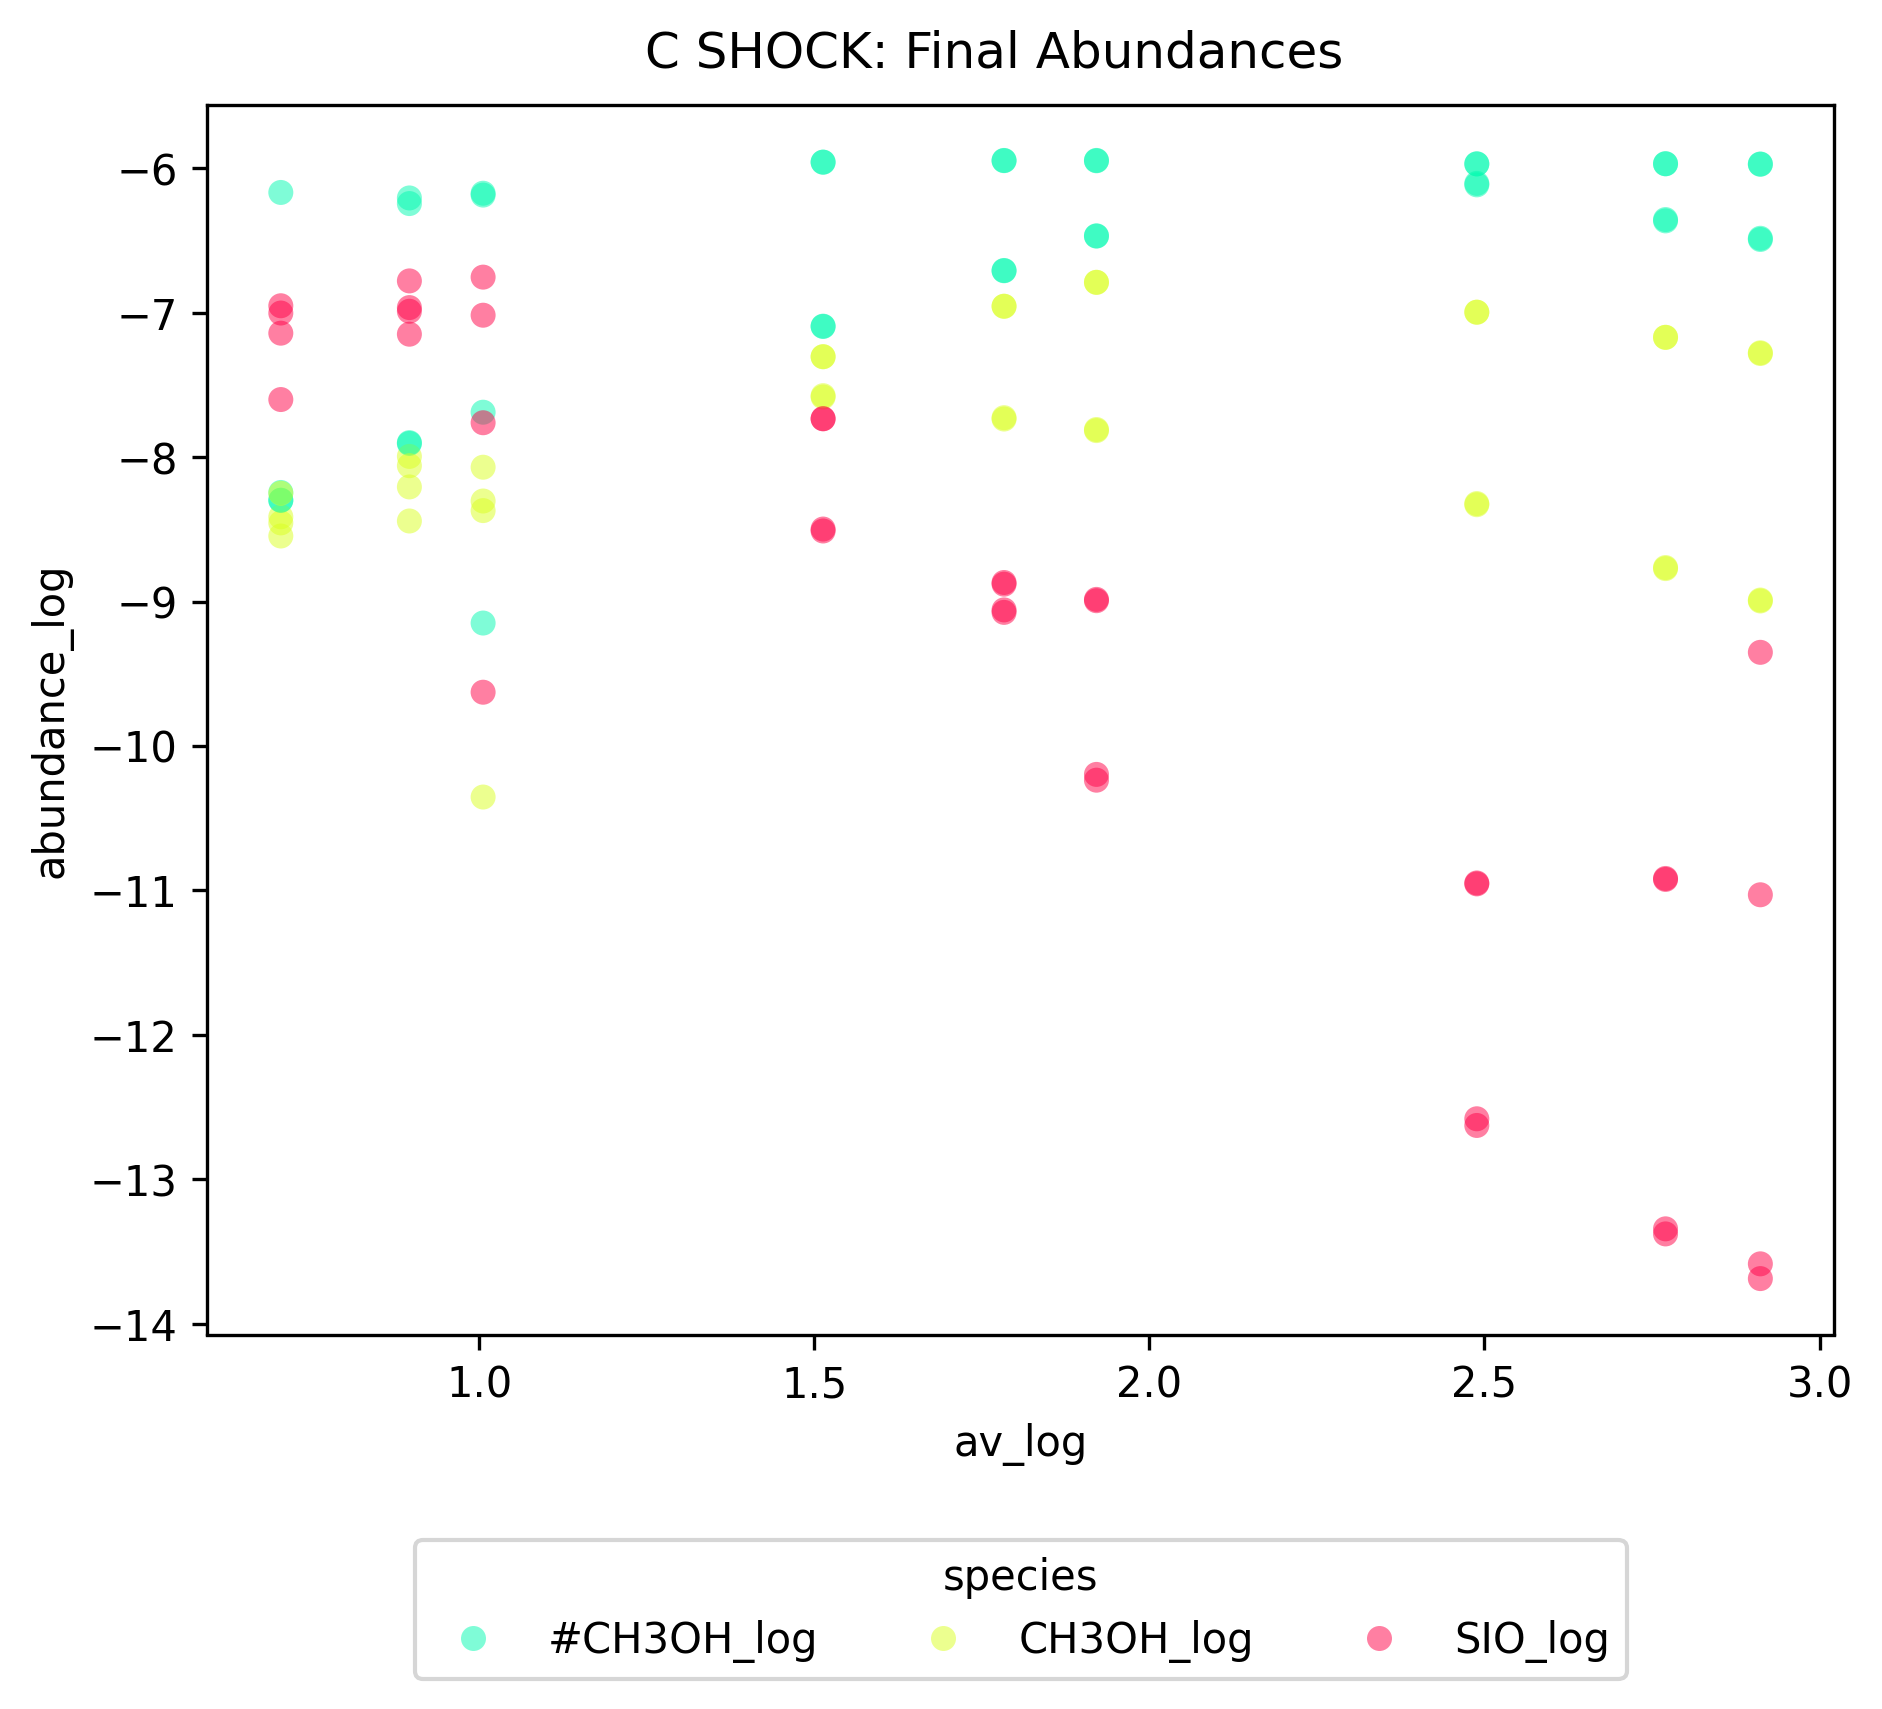 C SHOCK: Final Abundances
−6
−7
−8
−9
−10
−11
−12
−13
−14
abundance_log
1.0 1.5 2.0 2.5 3.0
av_log
species
#CH3OH_log CH3OH_log SIO_log